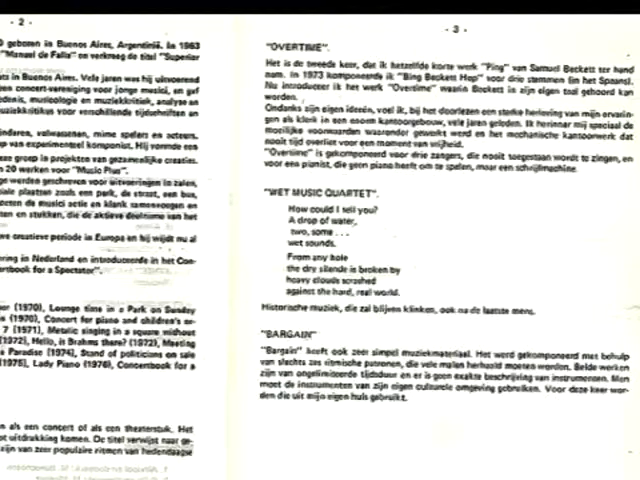 - 2 -
geboren in Buenos Aires, Argentinië. In 1963
"Manuel de Falla" en verkreeg de titel "Superior
in Buenos Aires. Vele jaren was hij uitvoerend
een concert-vereniging voor jonge musici, en gaf
musicologie en muziekkritiek, analyse en
voor verschillende tijdschriften en
kinderen, volwassenen, mime spelers en acteurs.
van experimenteel komponist. Hij vormde een
groep in projekten van gezamenlijke creaties.
20 werken voor "Music Plus".
werden geschreven voor uitvoeringen in zalen,
plaatsen zoals een park, de straat, een bus,
de musici actie en klank samenvoegen en
en stukken, die de aktieve deelname van het
creatieve periode in Europa en hij wijdt nu al
in Nederland en introduceerde in het Con-
for a Spectator".
(1970), Lounge time in a Park on Sunday
(1970), Concert for piano and children's or-
7 (1971), Metallic singing in a square without
(1972), Hello, is Brahms there? (1972), Meeting
Paradise (1974), Stand of politicians on sale
(1975), Lady Piano (1976), Concertbook for a
als een concert of als een theaterstuk. Het
uitdrukking komen. De titel verwijst naar ge-
zijn van zeer populaire ritmen van hedendaagse
- 3 -
"OVERTIME".
Het is de tweede keer, dat ik hetzelfde korte werk "Ping" van Samuel Beckett ter hand
nam. In 1973 komponeerde ik "Bing Beckett Hop" voor drie stemmen (in het Spaans).
Nu introduceer ik het werk "Overtime" waarin Beckett in zijn eigen taal gehoord kan
worden.
Ondanks zijn eigen ideeën, voel ik, bij het doorlezen een sterke herleving van mijn ervarin-
gen als klerk in een enorm kantoorgebouw, vele jaren geleden. Ik herinner mij speciaal de
moeilijke voorwaarden waaronder gewerkt werd en het mechanische kantoorwerk dat
nooit tijd overliet voor een moment van vrijheid.
"Overtime" is gekomponeerd voor drie zangers, die nooit toegestaan wordt te zingen, en
voor een pianist, die geen piano heeft om te spelen, maar een schrijfmachine.
"WET MUSIC QUARTET".
How could I tell you?
A drop of water,
two, some . . .
wet sounds.
From any hole
the dry silende is broken by
heavy clouds scrashed
against the hard, real world.
Historische muziek, die zal blijven klinken, ook na de laatste mens.
"BARGAIN"
"Bargain" heeft ook zeer simpel muziekmateriaal. Het werd gekomponeerd met behulp
van slechts zes ritmische patronen, die vele malen herhaald moeten worden. Beide werken
zijn van ongelimiteerde tijdsduur en er is geen exakte beschrijving van instrumenten. Men
moet de instrumenten van zijn eigen culturele omgeving gebruiken. Voor deze keer wor-
den die uit mijn eigen huis gebruikt.